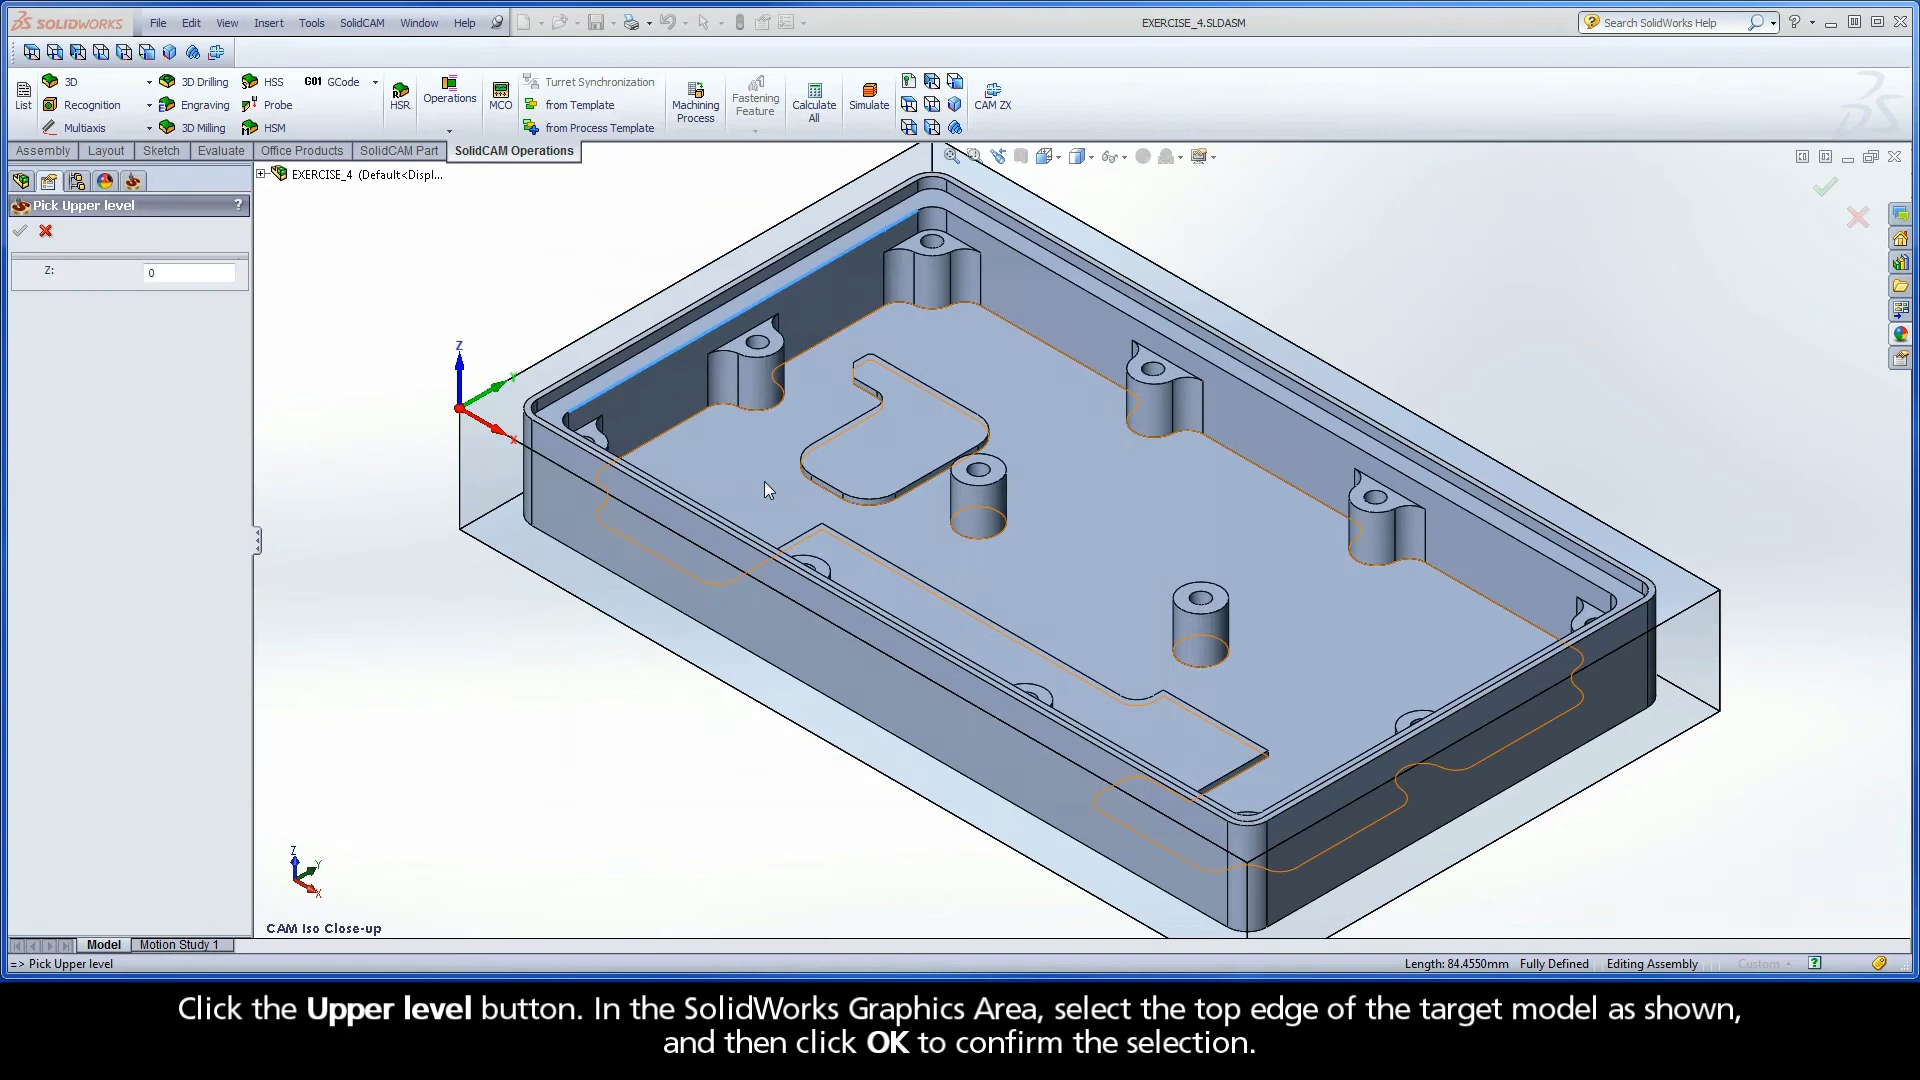 SOLIDWORKS File Edit View Insert Tools SolidCAM Window Help EXERCISE_4.SLDASM Search SolidWorks Help
List 3D Recognition Multiaxis 3D Drilling Engraving 3D Milling HSS Probe HSM G01 GCode HSR Operations MCO Turret Synchronization from Template from Process Template Machining Process Fastening Feature Calculate All Simulate CAM ZX
Assembly Layout Sketch Evaluate Office Products SolidCAM Part SolidCAM Operations
EXERCISE_4 (Default<Displ...
Pick Upper level ?
Z: 0
Z
Y
X
Z
Y
X
CAM Iso Close-up
Model Motion Study 1
=> Pick Upper level Length: 84.4550mm Fully Defined Editing Assembly Custom
Click the Upper level button. In the SolidWorks Graphics Area, select the top edge of the target model as shown,
and then click OK to confirm the selection.